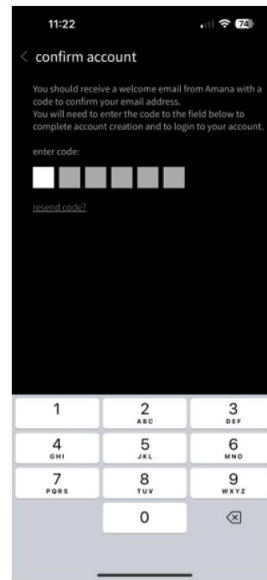 11:22
74
confirm account
You should receive a welcome email from Amana with a
code to confirm your email address.
You will need to enter the code to the field below to
complete account creation and to login to your account.
enter code:
resend code?
1
2
ABC
3
DEF
4
GHI
5
JKL
6
MNO
7
PQRS
8
TUV
9
WXYZ
0